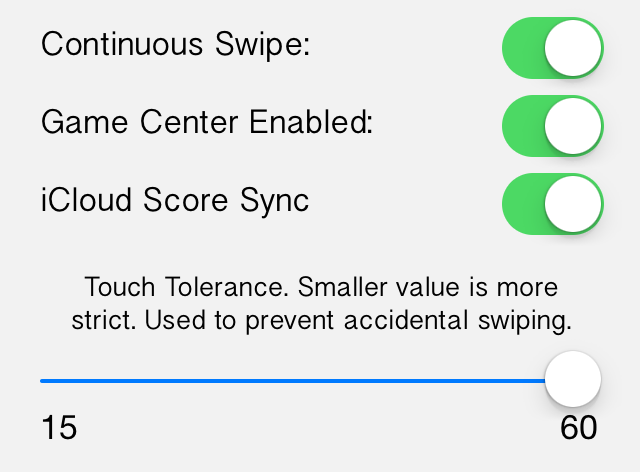 Continuous Swipe:
Game Center Enabled:
iCloud Score Sync
Touch Tolerance. Smaller value is more
strict. Used to prevent accidental swiping.
15 60